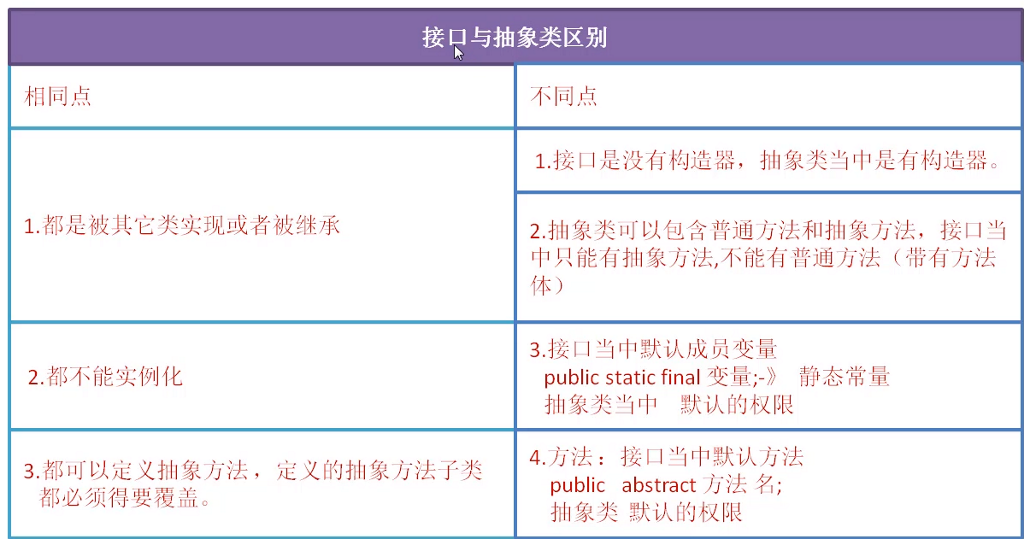 接口与抽象类区别
相同点
不同点
1.都是被其它类实现或者被继承
1.接口是没有构造器，抽象类当中是有构造器。
2.抽象类可以包含普通方法和抽象方法，接口当
中只能有抽象方法,不能有普通方法（带有方法
体）
2.都不能实例化
3.接口当中默认成员变量
public static final 变量;-》 静态常量
抽象类当中 默认的权限
3.都可以定义抽象方法，定义的抽象方法子类
都必须得要覆盖。
4.方法：接口当中默认方法
public abstract 方法 名;
抽象类 默认的权限